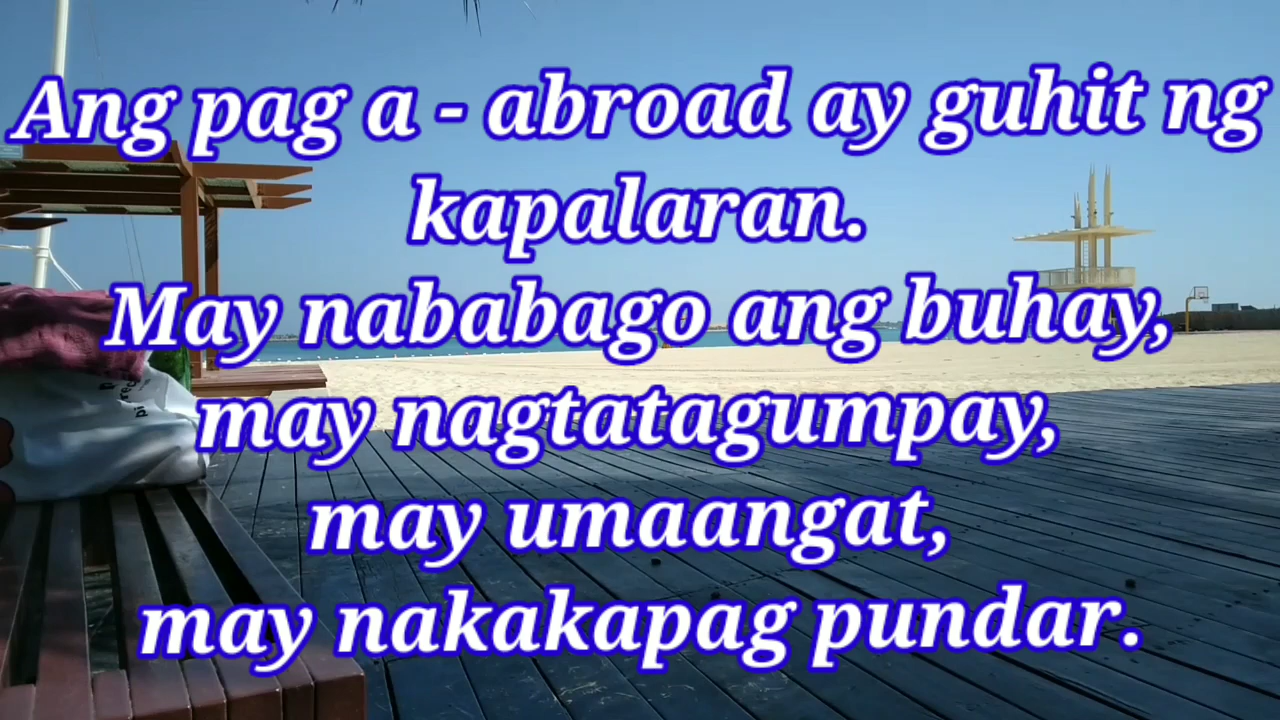 Ang pag a - abroad ay guhit ng
kapalaran.
May nababago ang buhay,
may nagtatagumpay,
may umaangat,
may nakakapag pundar.